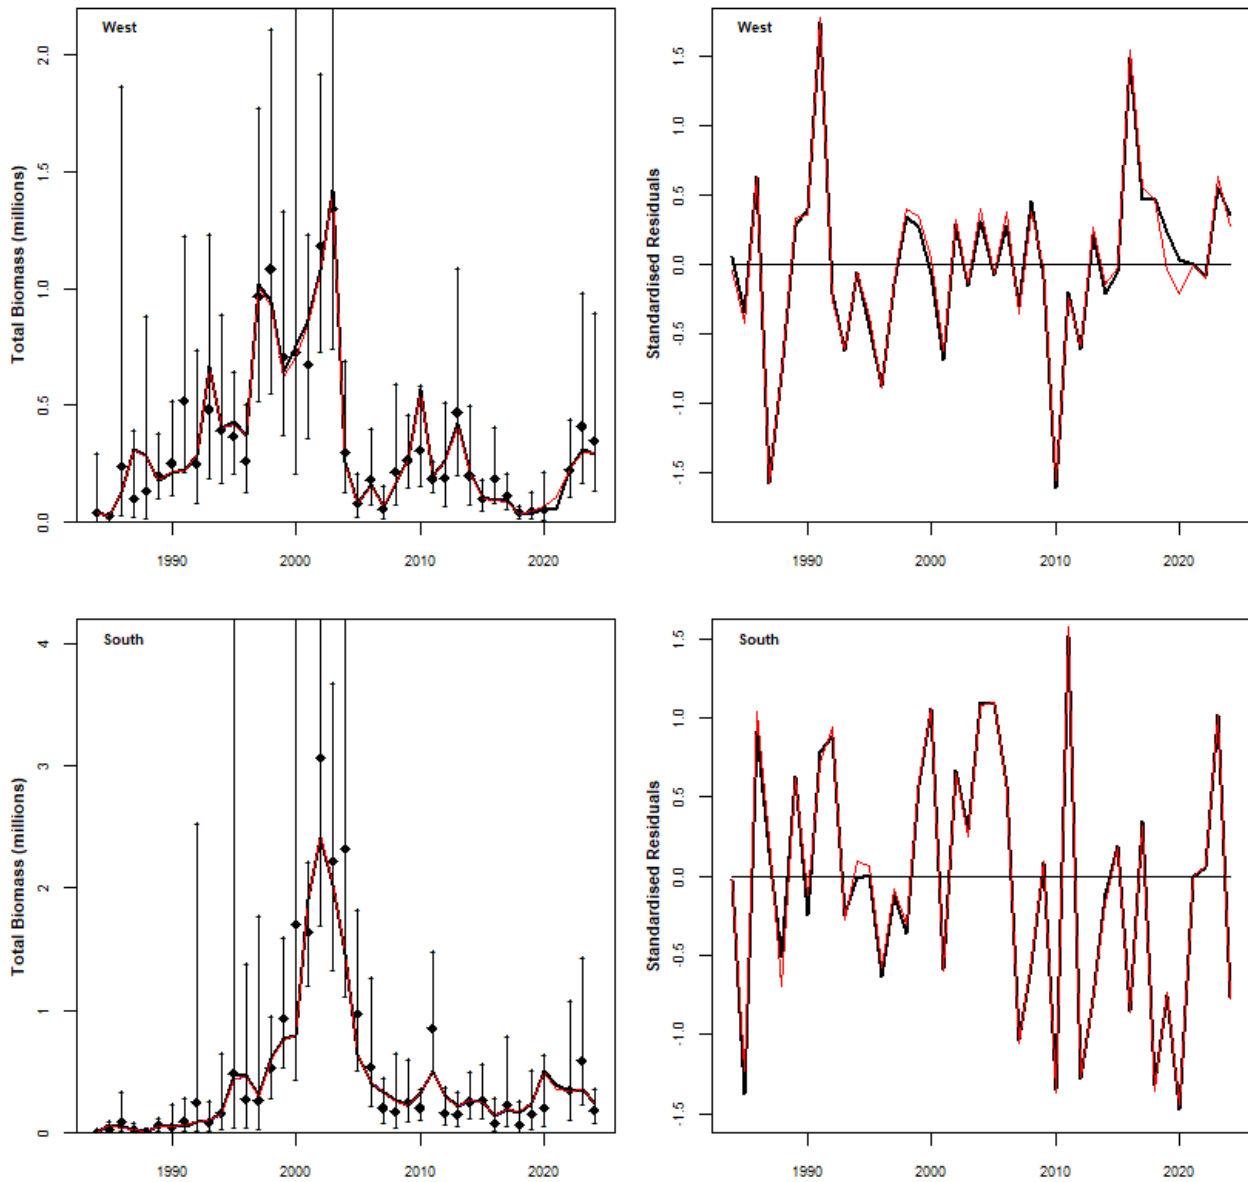 West
Total Biomass (millions)
0.0 0.5 1.0 1.5 2.0
1990 2000 2010 2020
West
Standardised Residuals
-1.5 -1.0 -0.5 0.0 0.5 1.0 1.5
1990 2000 2010 2020
South
Total Biomass (millions)
0 1 2 3 4
1990 2000 2010 2020
South
Standardised Residuals
-1.5 -1.0 -0.5 0.0 0.5 1.0 1.5
1990 2000 2010 2020